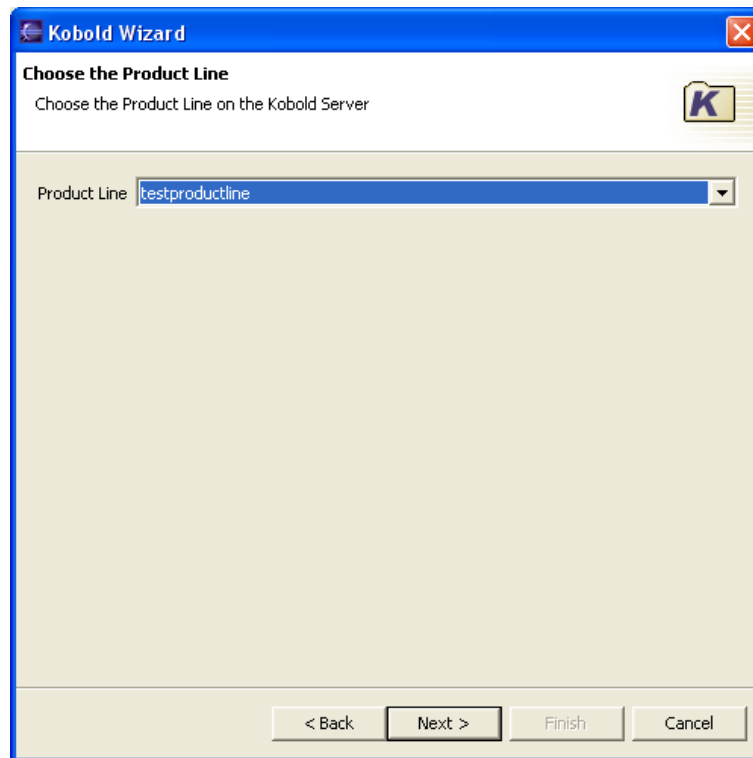 Kobold Wizard
Choose the Product Line
Choose the Product Line on the Kobold Server
K
Product Line testproductline
< Back Next > Finish Cancel